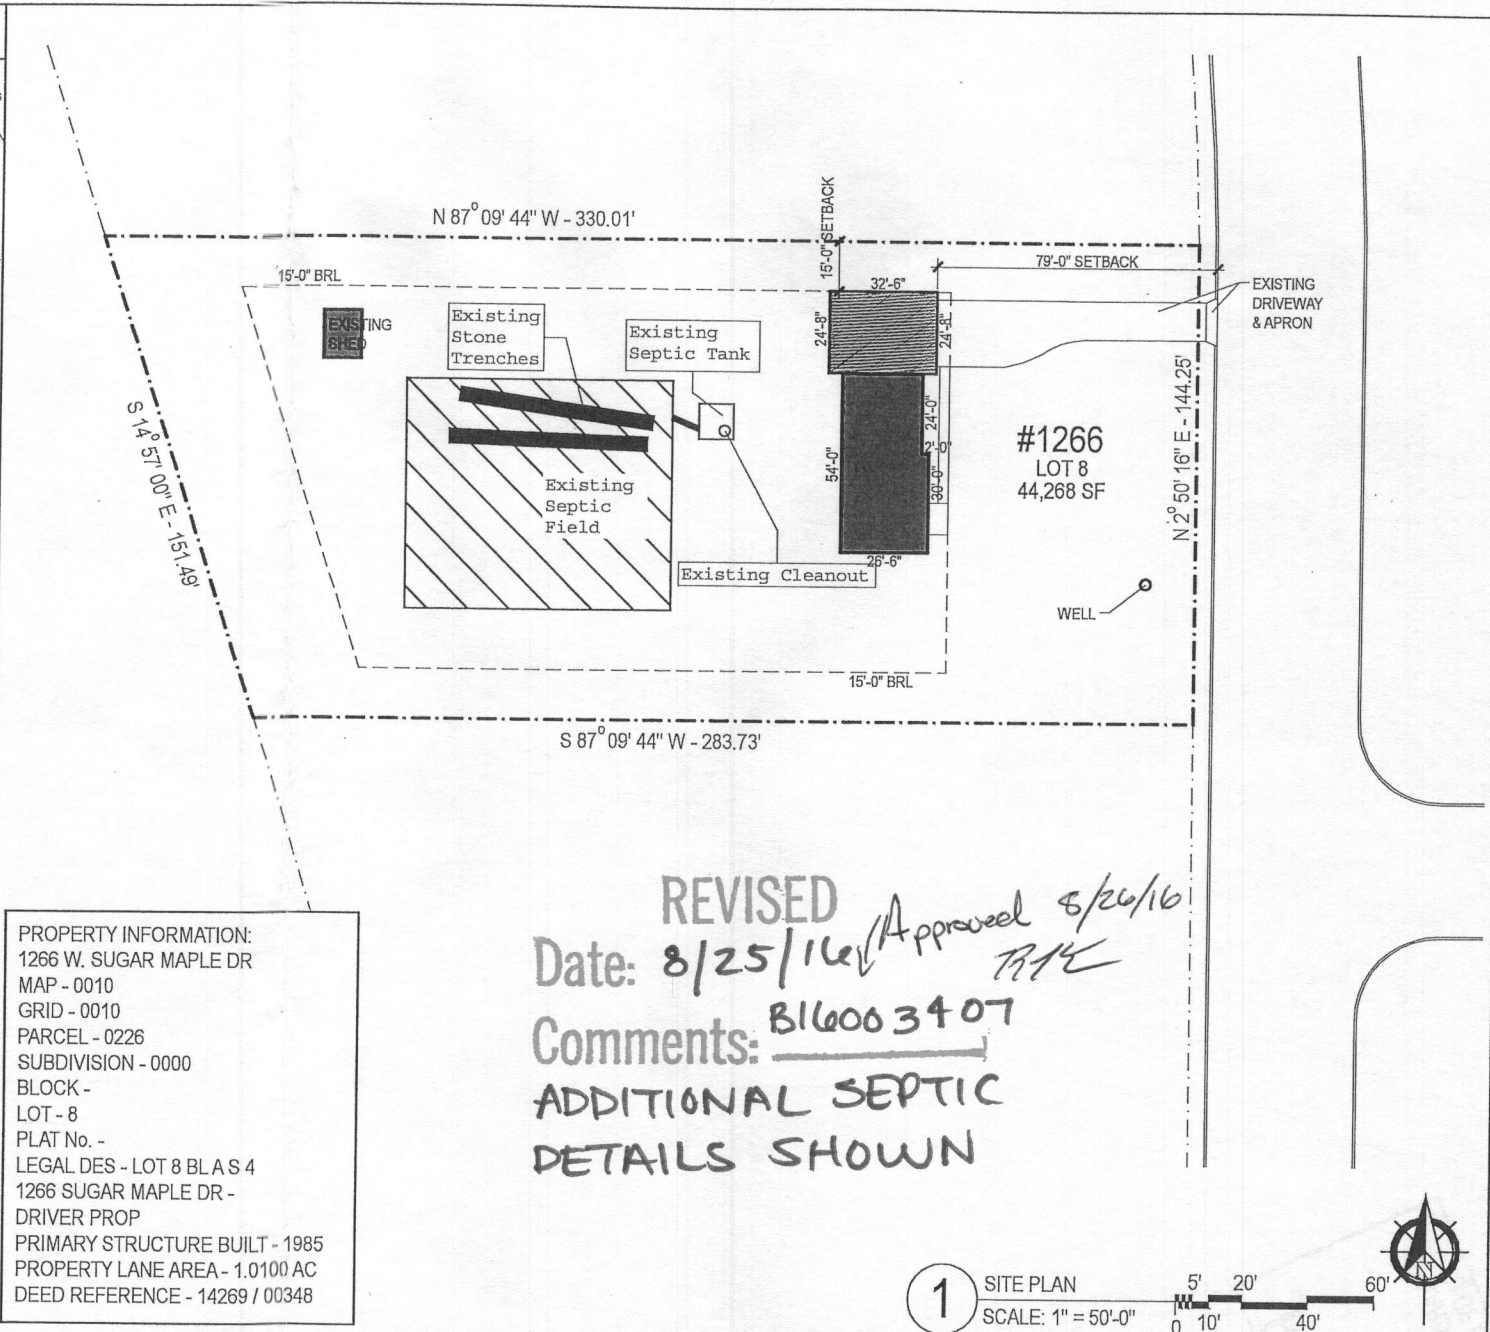 N 87° 09' 44" W - 330.01'
15'-0" SETBACK
79'-0" SETBACK
15'-0" BRL
32'-6"
EXISTING
DRIVEWAY
& APRON
EXISTING
SHED
Existing
Stone
Trenches
Existing
Septic Tank
24'-8"
24'-8"
S 14° 57' 00" E - 151.49'
N 2° 50' 16" E - 144.25'
24'-0"
2'-0"
54'-0"
30'-0"
#1266
LOT 8
44,268 SF
Existing
Septic
Field
Existing Cleanout
26'-6"
WELL
15'-0" BRL
S 87° 09' 44" W - 283.73'
REVISED
Date: 8/25/16 Approved 8/26/16
RTK
Comments: B16003407
ADDITIONAL SEPTIC
DETAILS SHOWN
PROPERTY INFORMATION:
1266 W. SUGAR MAPLE DR
MAP - 0010
GRID - 0010
PARCEL - 0226
SUBDIVISION - 0000
BLOCK -
LOT - 8
PLAT No. -
LEGAL DES - LOT 8 BL A S 4
1266 SUGAR MAPLE DR -
DRIVER PROP
PRIMARY STRUCTURE BUILT - 1985
PROPERTY LANE AREA - 1.0100 AC
DEED REFERENCE - 14269 / 00348
1
SITE PLAN
SCALE: 1" = 50'-0"
5' 20' 60'
0 10' 40'
N